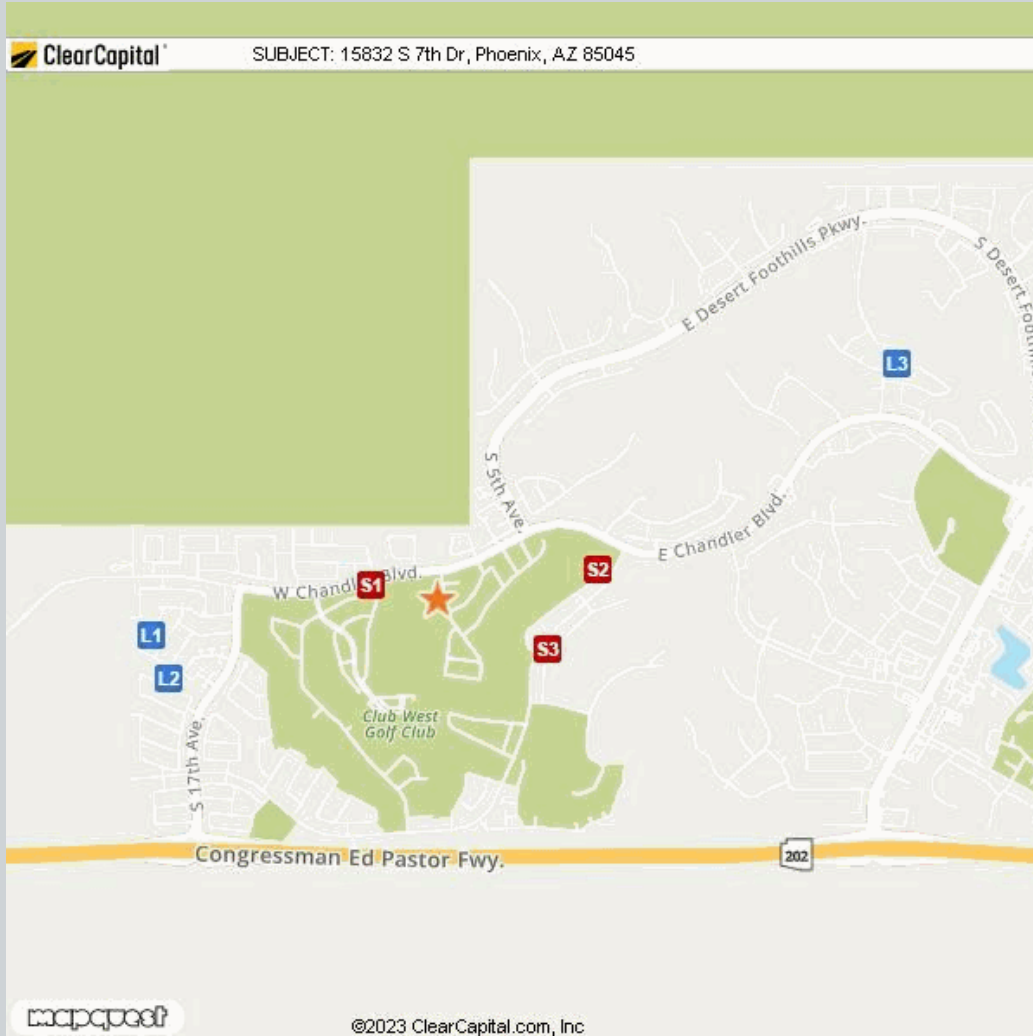 ClearCapital
SUBJECT: 15832 S 7th Dr, Phoenix, AZ 85045
E Desert Foothills Pkwy.
S Desert
L3
S 5th Ave.
E Chandler Blvd.
S2
W Chandler Blvd.
S1
L1
S3
L2
Club West
Golf Club
S 17th Ave.
Congressman Ed Pastor Fwy.
202
mapquest
©2023 ClearCapital.com, Inc